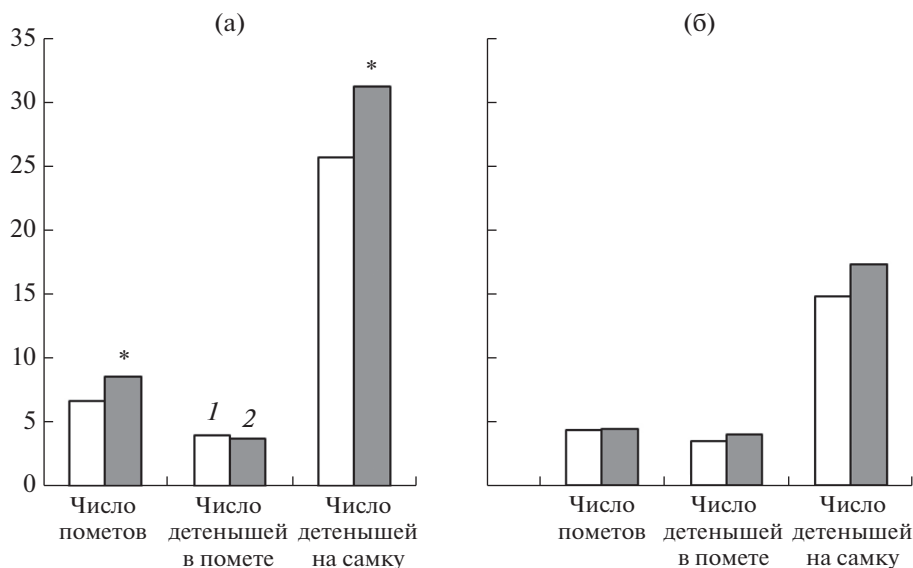 (а)
(б)
35
30
25
20
15
10
5
0
*
1
2
*
Число
пометов
Число
детенышей
в помете
Число
детенышей
на самку
Число
пометов
Число
детенышей
в помете
Число
детенышей
на самку